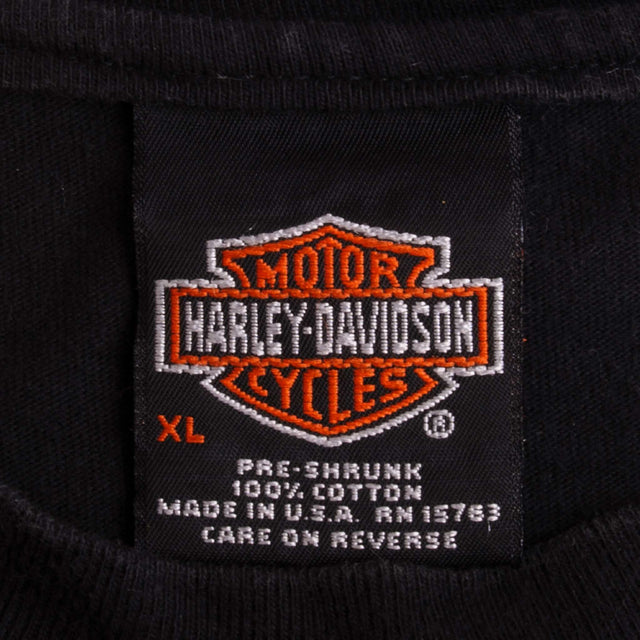 MOTOR
HARLEY-DAVIDSON
CYCLES
XL ®
PRE-SHRUNK
100% COTTON
MADE IN U.S.A. RN 15763
CARE ON REVERSE